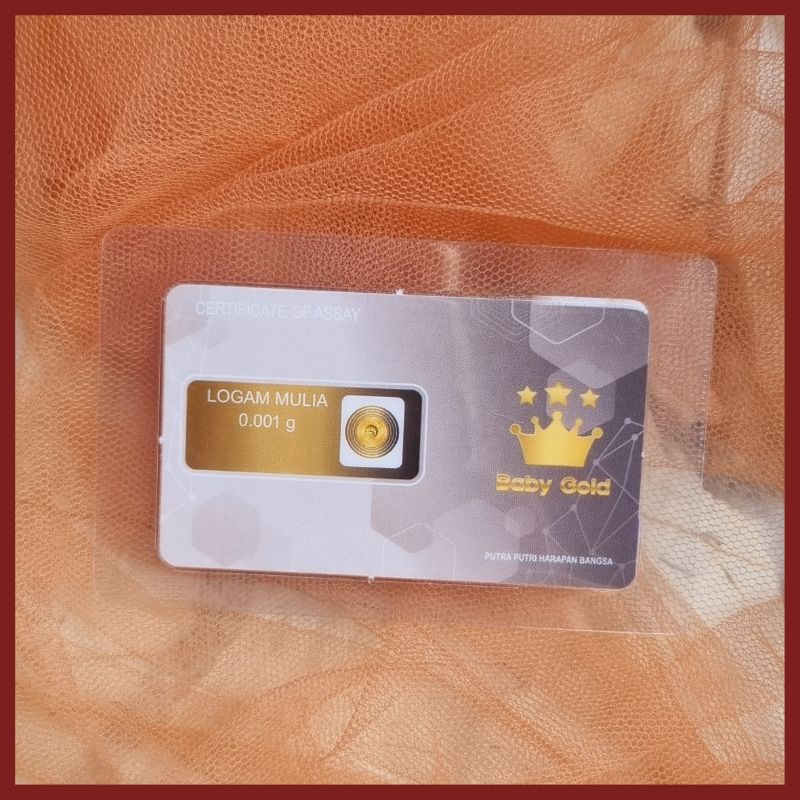 CERTIFICATE OF ASSAY
LOGAM MULIA
0.001 g
Baby Gold
PUTRA PUTRI HARAPAN BANGSA